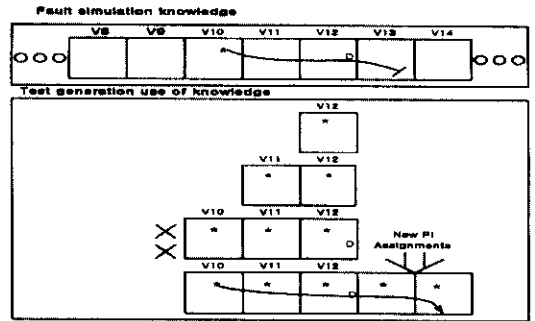 Fault simulation knowledge
V8 V9 V10 V11 V12 V13 V14
* D
Test generation use of knowledge
V12
*
V11 V12
* *
V10 V11 V12
* * *
D
New PI
Assignments
V10 V11 V12
* * * * *
D